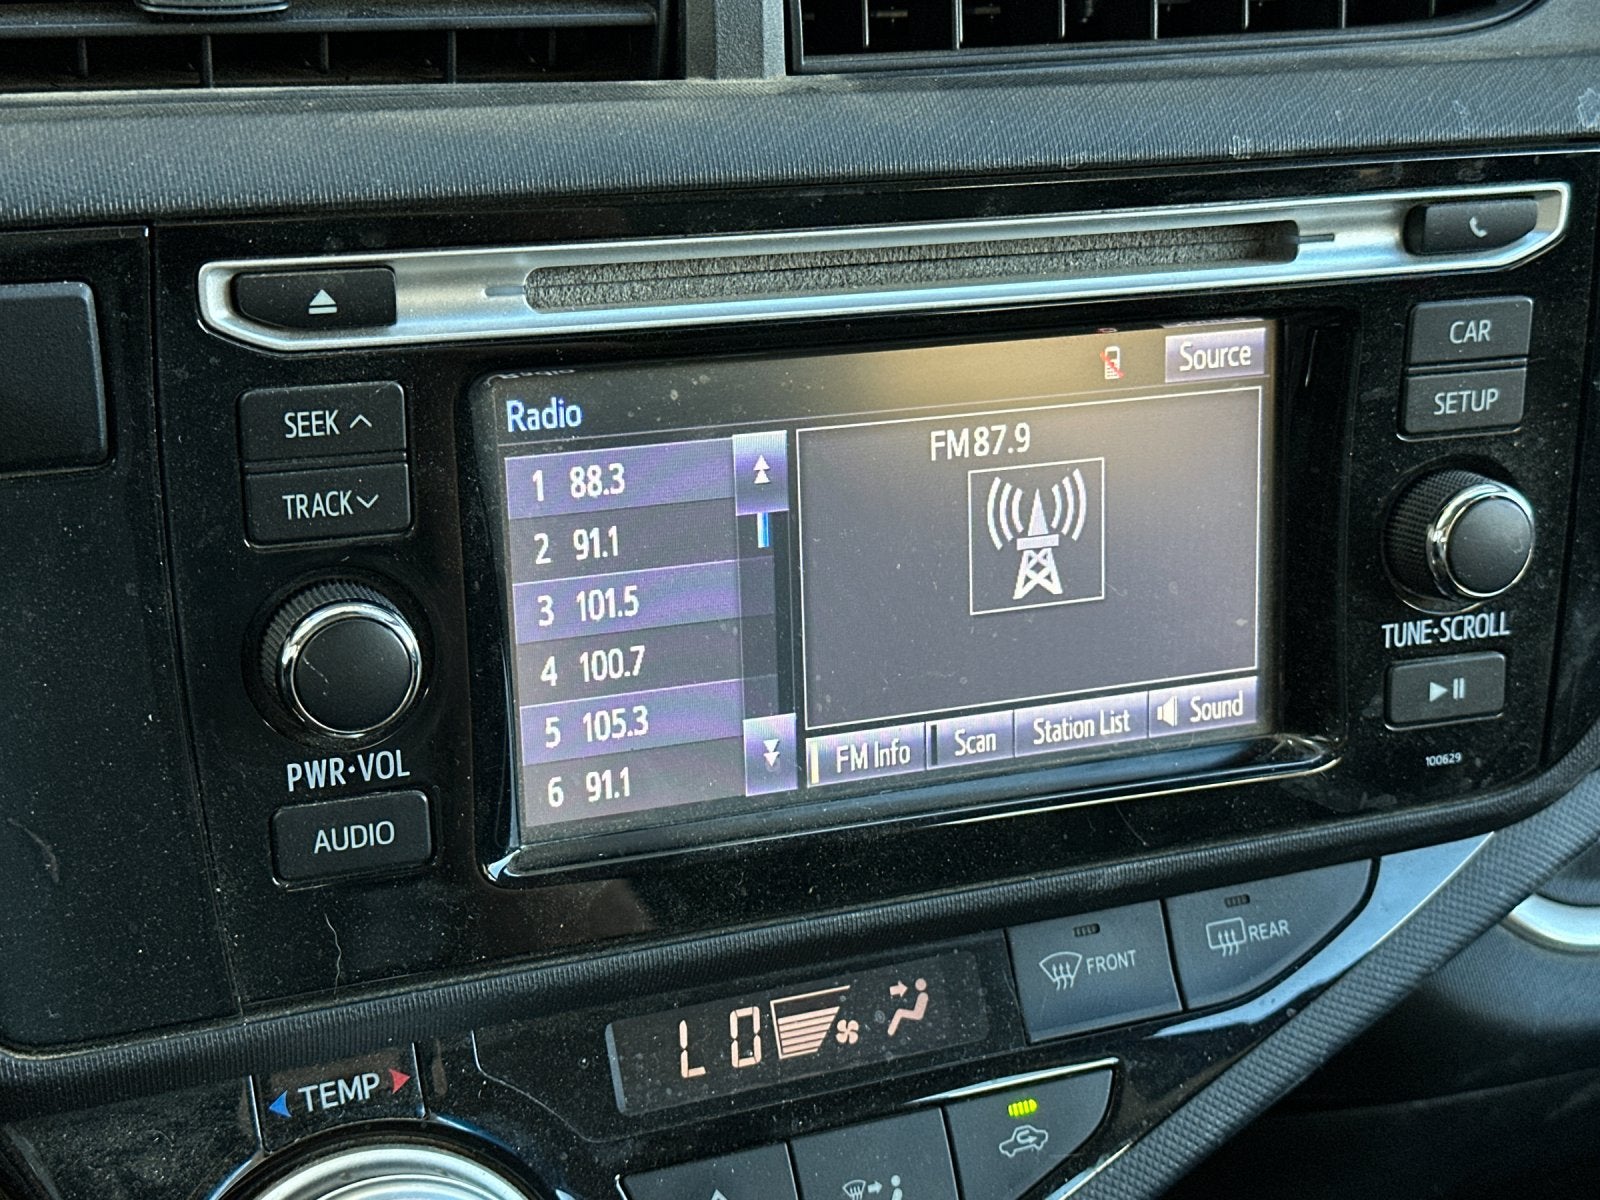 CAR
SETUP
Source
Radio
SEEK
TRACK
FM87.9
1 88.3
2 91.1
3 101.5
4 100.7
5 105.3
6 91.1
FM Info
Scan
Station List
Sound
PWR·VOL
AUDIO
TUNE·SCROLL
100629
FRONT
REAR
LO
TEMP